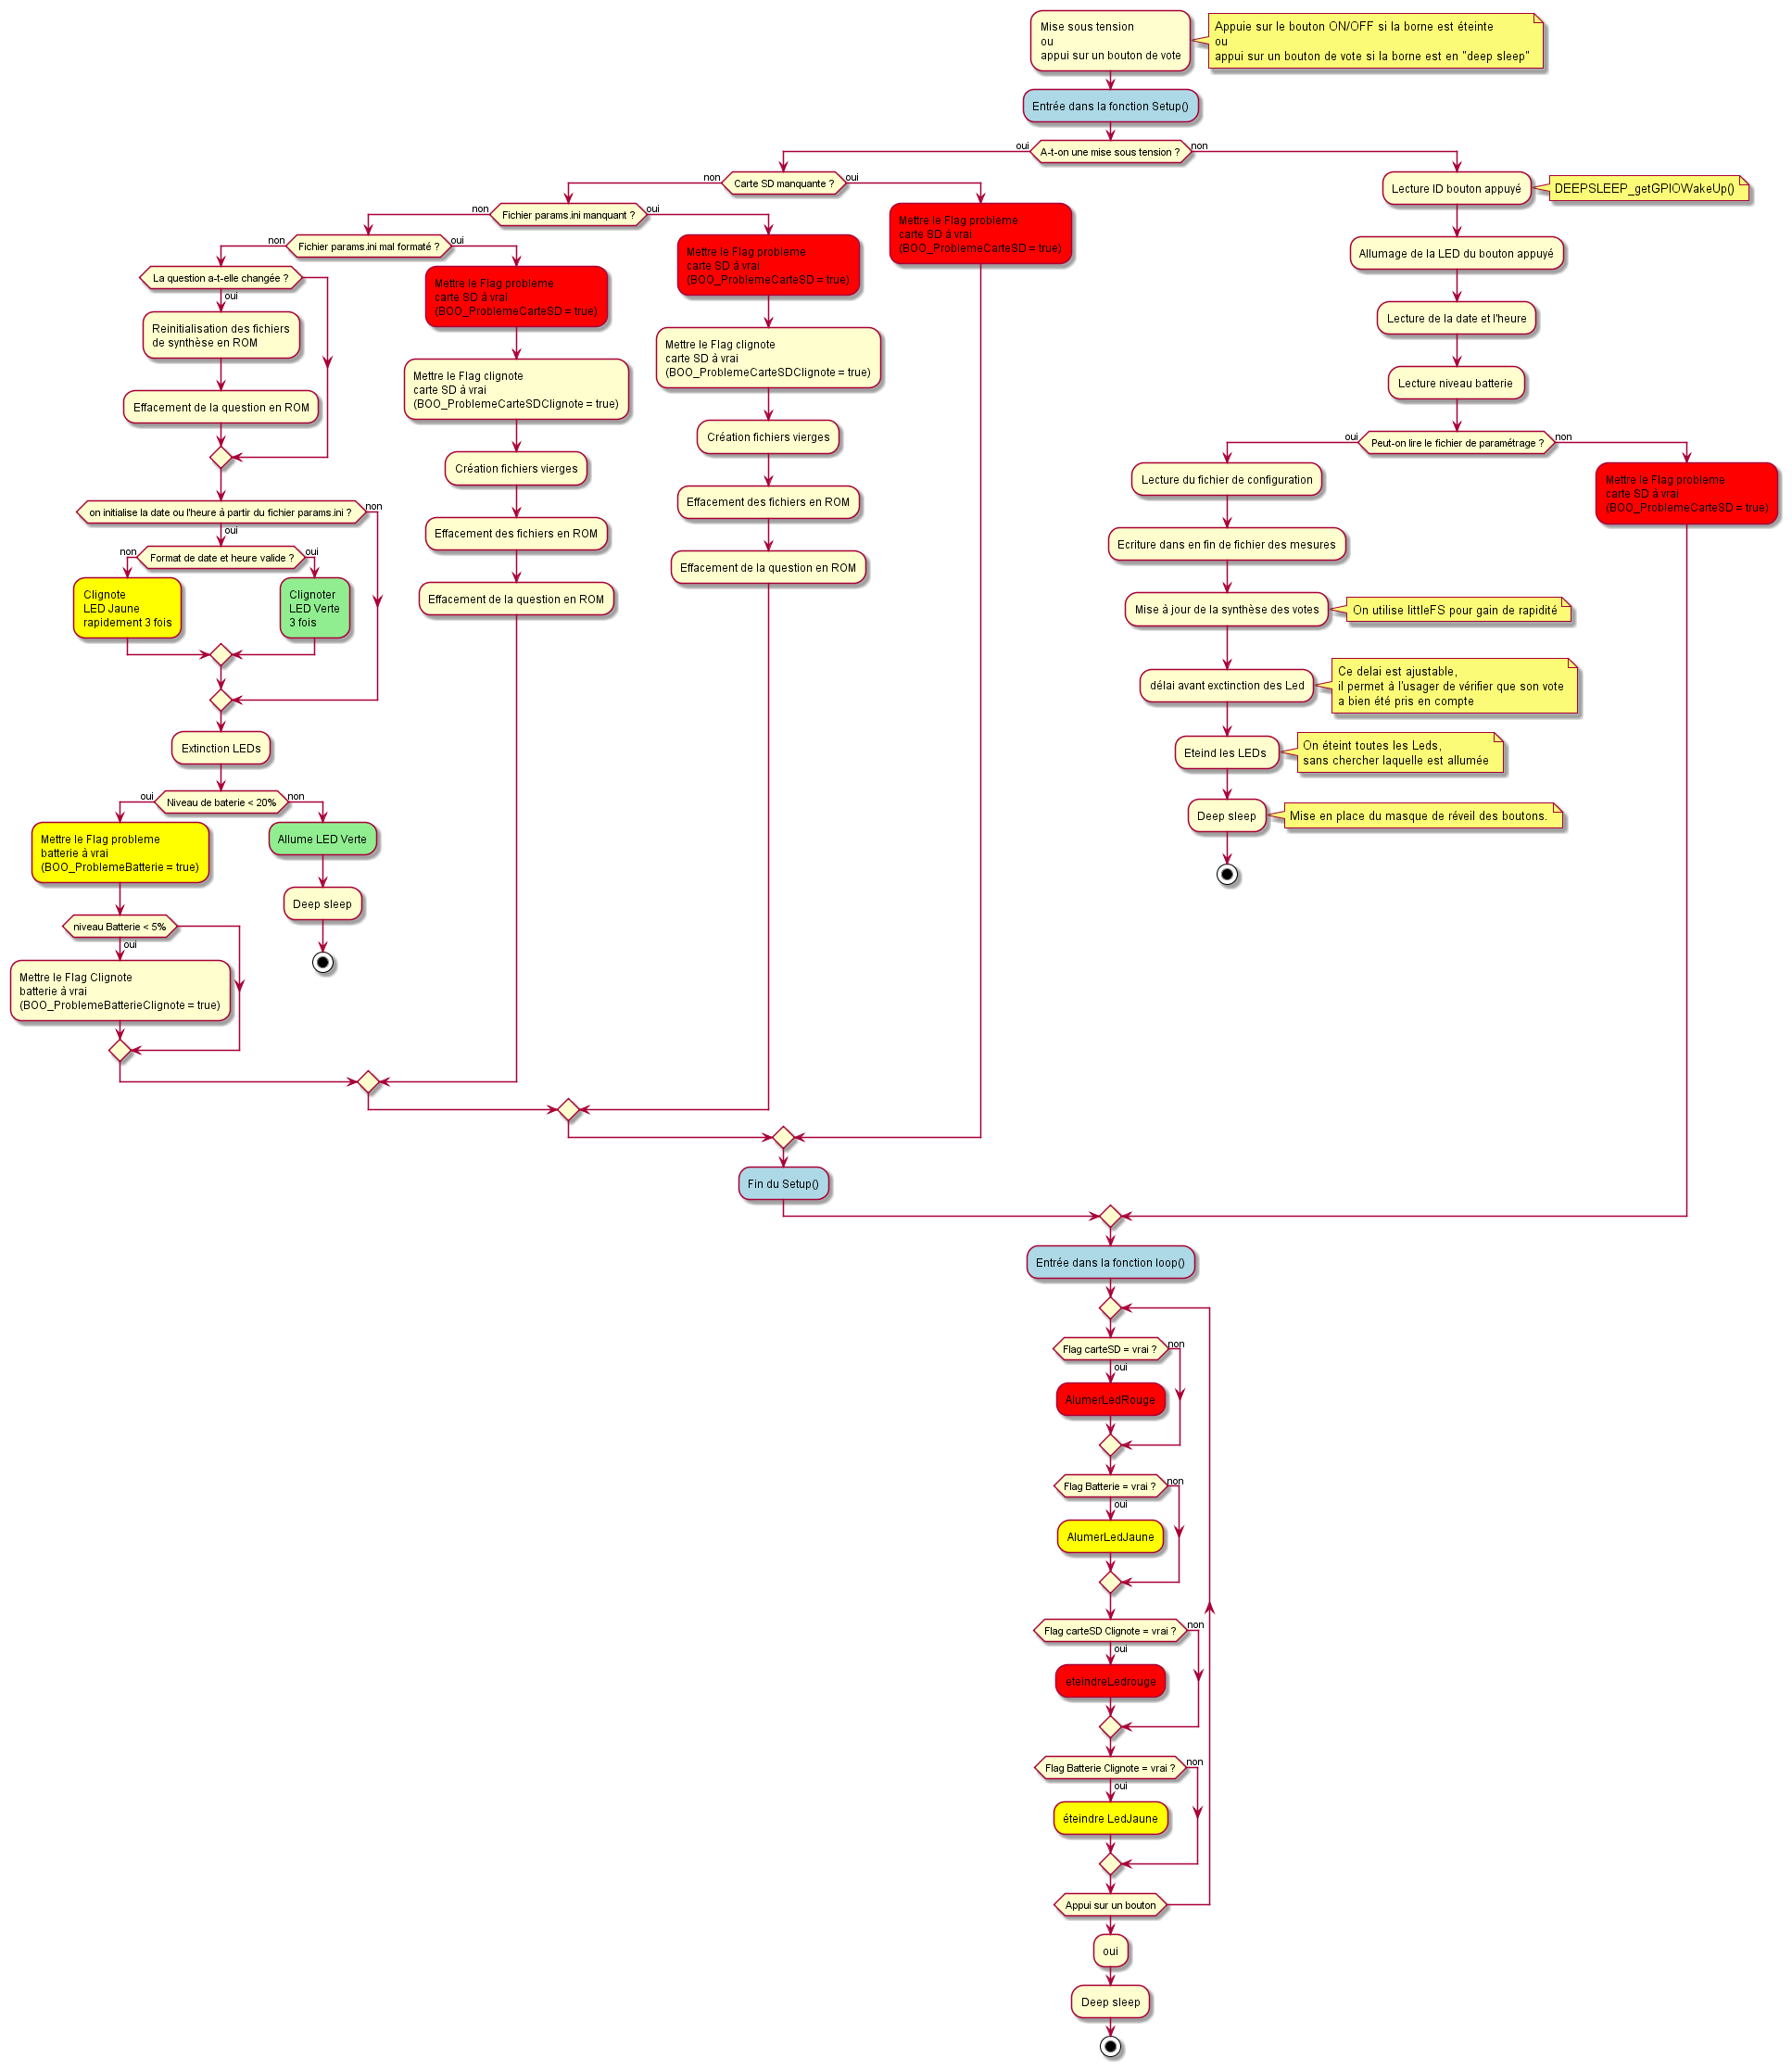 Mise sous tension
ou
appui sur un bouton de vote
Appuie sur le bouton ON/OFF si la borne est éteinte
ou
appui sur un bouton de vote si la borne est en "deep sleep"
Entrée dans la fonction Setup()
oui
A-t-on une mise sous tension ?
non
non
Carte SD manquante ?
oui
non
Fichier params.ini manquant ?
oui
non
Fichier params.ini mal formaté ?
oui
La question a-t-elle changée ?
oui
Reinitialisation des fichiers
de synthèse en ROM
Effacement de la question en ROM
on initialise la date ou l'heure à partir du fichier params.ini ?
non
oui
non
Format de date et heure valide ?
oui
Clignote
LED Jaune
rapidement 3 fois
Clignoter
LED Verte
3 fois
Extinction LEDs
oui
Niveau de baterie < 20%
non
Mettre le Flag probleme
batterie à vrai
(BOO_ProblemeBatterie = true)
niveau Batterie < 5%
oui
Mettre le Flag Clignote
batterie à vrai
(BOO_ProblemeBatterieClignote = true)
Allume LED Verte
Deep sleep
Mettre le Flag probleme
carte SD à vrai
(BOO_ProblemeCarteSD = true)
Mettre le Flag clignote
carte SD à vrai
(BOO_ProblemeCarteSDClignote = true)
Création fichiers vierges
Effacement des fichiers en ROM
Effacement de la question en ROM
Mettre le Flag probleme
carte SD à vrai
(BOO_ProblemeCarteSD = true)
Mettre le Flag clignote
carte SD à vrai
(BOO_ProblemeCarteSDClignote = true)
Création fichiers vierges
Effacement des fichiers en ROM
Effacement de la question en ROM
Mettre le Flag probleme
carte SD à vrai
(BOO_ProblemeCarteSD = true)
Fin du Setup()
Lecture ID bouton appuyé
DEEPSLEEP_getGPIOWakeUp()
Allumage de la LED du bouton appuyé
Lecture de la date et l'heure
Lecture niveau batterie
oui
Peut-on lire le fichier de paramétrage ?
non
Lecture du fichier de configuration
Ecriture dans en fin de fichier des mesures
Mise à jour de la synthèse des votes
On utilise littleFS pour gain de rapidité
délai avant exctinction des Led
Ce delai est ajustable,
il permet à l'usager de vérifier que son vote
a bien été pris en compte
Eteind les LEDs
On éteint toutes les Leds,
sans chercher laquelle est allumée
Deep sleep
Mise en place du masque de réveil des boutons.
Mettre le Flag probleme
carte SD à vrai
(BOO_ProblemeCarteSD = true)
Entrée dans la fonction loop()
Flag carteSD = vrai ?
non
oui
AlumerLedRouge
Flag Batterie = vrai ?
non
oui
AlumerLedJaune
Flag carteSD Clignote = vrai ?
non
oui
eteindreLedrouge
Flag Batterie Clignote = vrai ?
non
oui
éteindre LedJaune
Appui sur un bouton
oui
Deep sleep